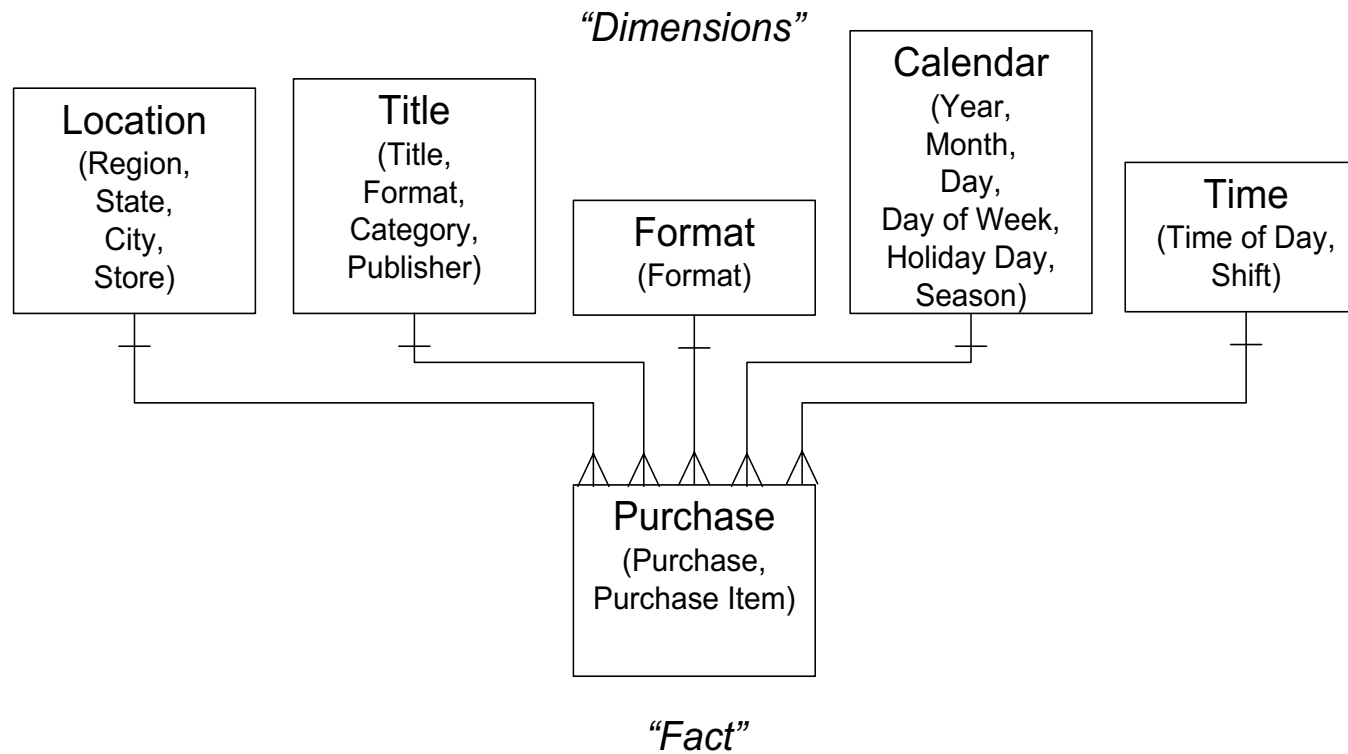 “Dimensions”
Location
(Region,
State,
City,
Store)
Title
(Title,
Format,
Category,
Publisher)
Format
(Format)
Calendar
(Year,
Month,
Day,
Day of Week,
Holiday Day,
Season)
Time
(Time of Day,
Shift)
Purchase
(Purchase,
Purchase Item)
“Fact”